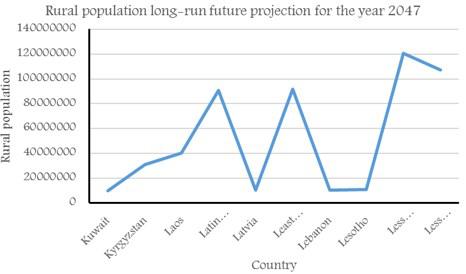 Rural population long-run future projection for the year 2047
140000000
120000000
100000000
80000000
60000000
40000000
20000000
0
Rural population
Kuwait
Kyrgyzstan
Laos
Latin...
Latvia
Least...
Lebanon
Lesotho
Less...
Less...
Country